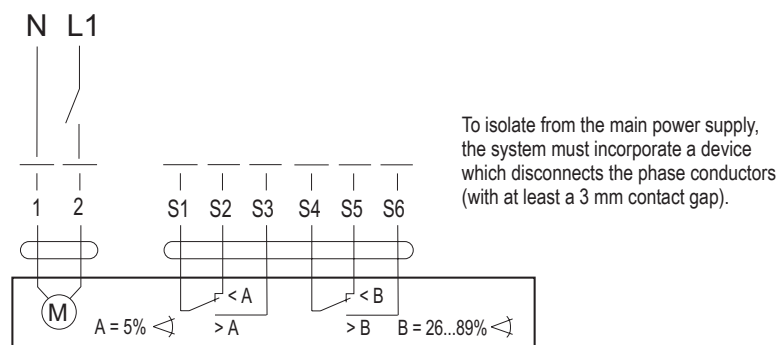 N L1
To isolate from the main power supply,
the system must incorporate a device
which disconnects the phase conductors
(with at least a 3 mm contact gap).
1 2 S1 S2 S3 S4 S5 S6
< A < B
M A = 5% > A > B B = 26...89%